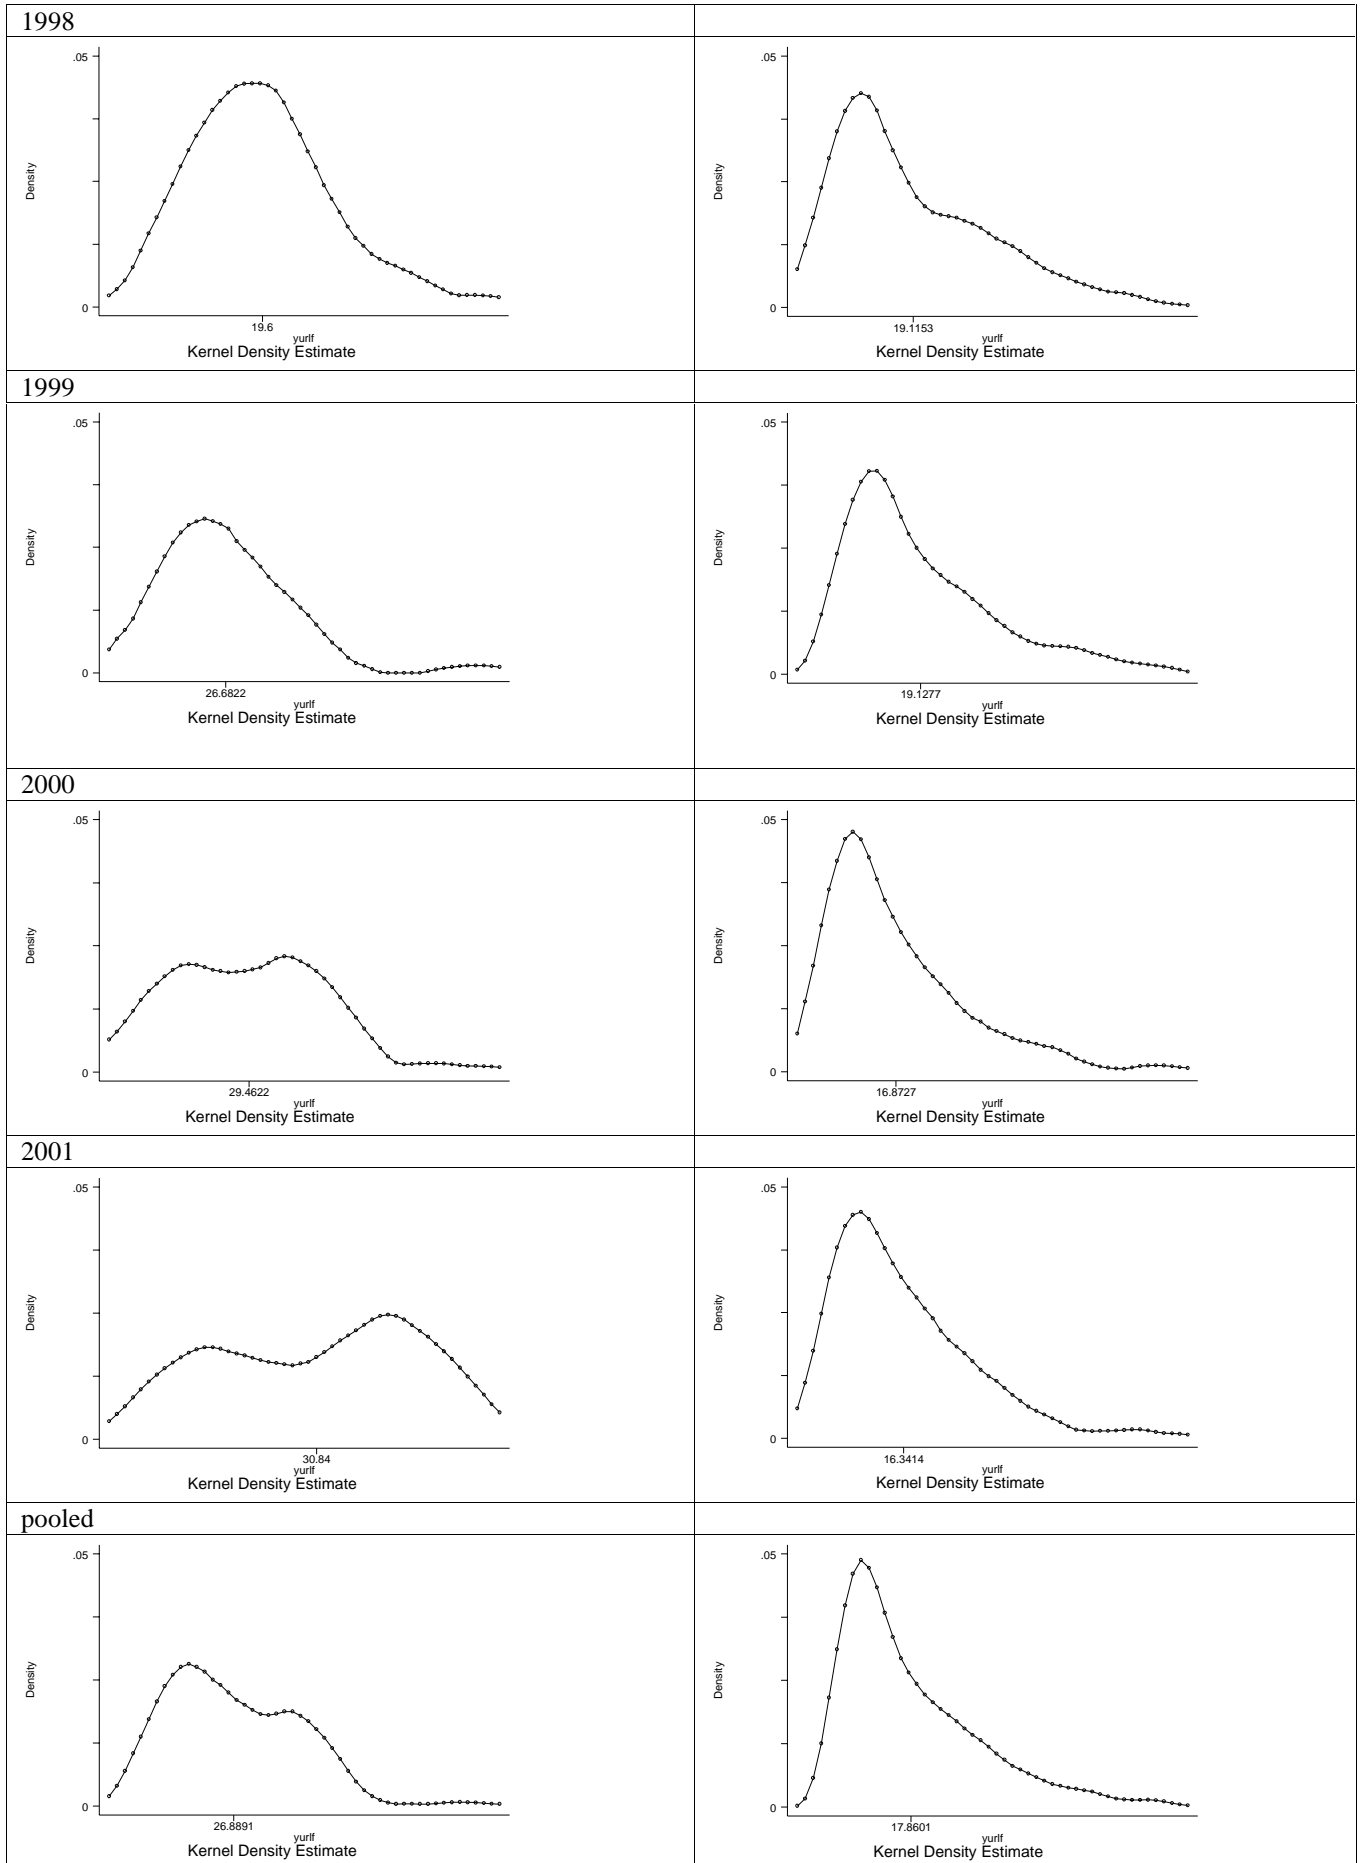 1998
.05
Density
0
19.6
yurlf
Kernel Density Estimate
.05
Density
0
19.1153
yurlf
Kernel Density Estimate
1999
.05
Density
0
26.6822
yurlf
Kernel Density Estimate
.05
Density
0
19.1277
yurlf
Kernel Density Estimate
2000
.05
Density
0
29.4622
yurlf
Kernel Density Estimate
.05
Density
0
16.8727
yurlf
Kernel Density Estimate
2001
.05
Density
0
30.84
yurlf
Kernel Density Estimate
.05
Density
0
16.3414
yurlf
Kernel Density Estimate
pooled
.05
Density
0
26.8891
yurlf
Kernel Density Estimate
.05
Density
0
17.8601
yurlf
Kernel Density Estimate